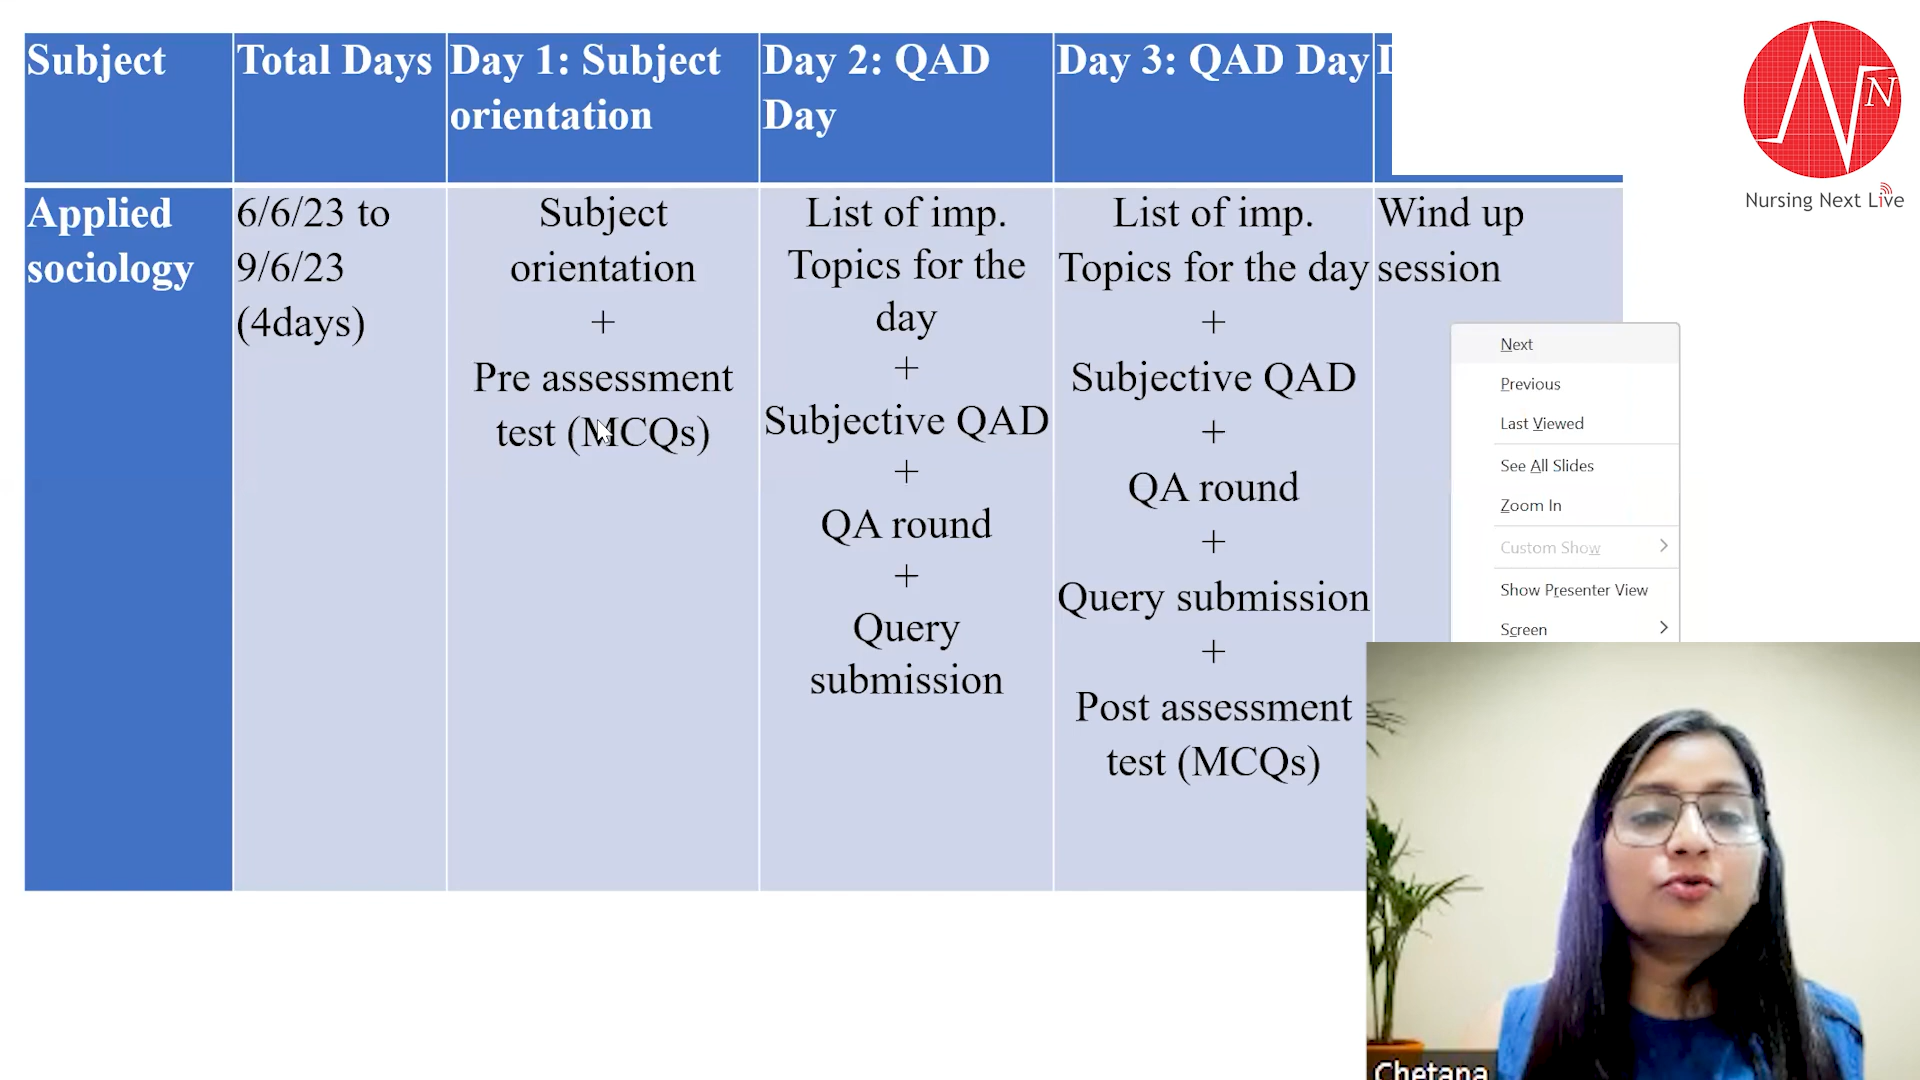 Subject
Total Days
Day 1: Subject
orientation
Day 2: QAD
Day
Day 3: QAD Day
Applied
sociology
6/6/23 to
9/6/23
(4days)
Subject
orientation
+
Pre assessment
test (MCQs)
List of imp.
Topics for the
day
+
Subjective QAD
+
QA round
+
Query
submission
List of imp.
Topics for the day
+
Subjective QAD
+
QA round
+
Query submission
+
Post assessment
test (MCQs)
Wind up
session
N
Nursing Next Live
Next
Previous
Last Viewed
See All Slides
Zoom In
Custom Show
Show Presenter View
Screen
Chetana